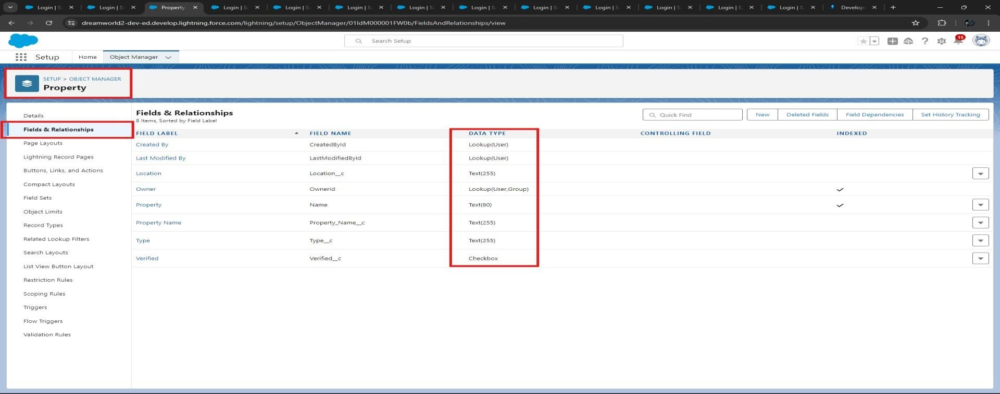 Login | S
Login | S
Property
Login | S
Login | S
Login | S
Login | S
Login | S
Login | S
Login | S
Login | S
Login | S
Login | S
Develop
dreamworld2-dev-ed.develop.lightning.force.com/lightning/setup/ObjectManager/01IdM000001FW0b/FieldsAndRelationships/view
Search Setup
15
Setup
Home
Object Manager
SETUP > OBJECT MANAGER
Property
Details
Fields & Relationships
Page Layouts
Lightning Record Pages
Buttons, Links, and Actions
Compact Layouts
Field Sets
Object Limits
Record Types
Related Lookup Filters
Search Layouts
List View Button Layout
Restriction Rules
Scoping Rules
Triggers
Flow Triggers
Validation Rules
Fields & Relationships
8 Items, Sorted by Field Label
Quick Find
New
Deleted Fields
Field Dependencies
Set History Tracking
FIELD LABEL FIELD NAME DATA TYPE CONTROLLING FIELD INDEXED
Created By CreatedById Lookup(User)
Last Modified By LastModifiedById Lookup(User)
Location Location__c Text(255)
Owner OwnerId Lookup(User,Group)
Property Name Text(80)
Property Name Property_Name__c Text(255)
Type Type__c Text(255)
Verified Verified__c Checkbox